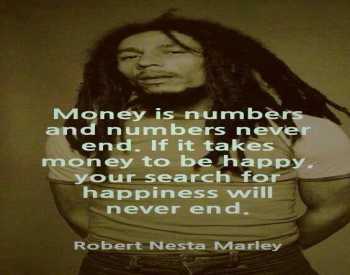 Money is numbers
and numbers never
end. If it takes
money to be happy,
your search for
happiness will
never end.
Robert Nesta Marley